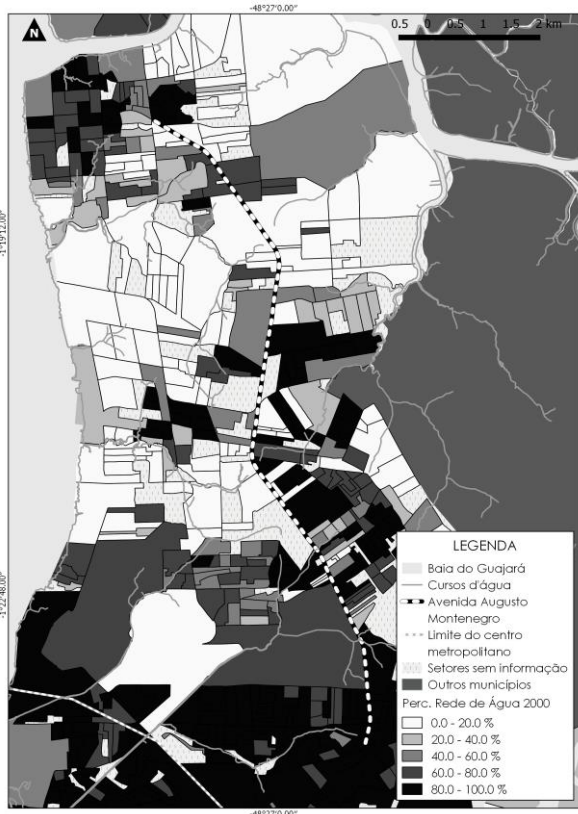 -48°27'0.00"
N
0.5 0 0.5 1 1.5 2 km
-1°19'12.00"
-1°22'48.00"
LEGENDA
Baia do Guajará
Cursos d'água
Avenida Augusto
Montenegro
Limite do centro
metropolitano
Setores sem informação
Outros municípios
Perc. Rede de Água 2000
0.0 - 20.0 %
20.0 - 40.0 %
40.0 - 60.0 %
60.0 - 80.0 %
80.0 - 100.0 %
-48°27'0.00"